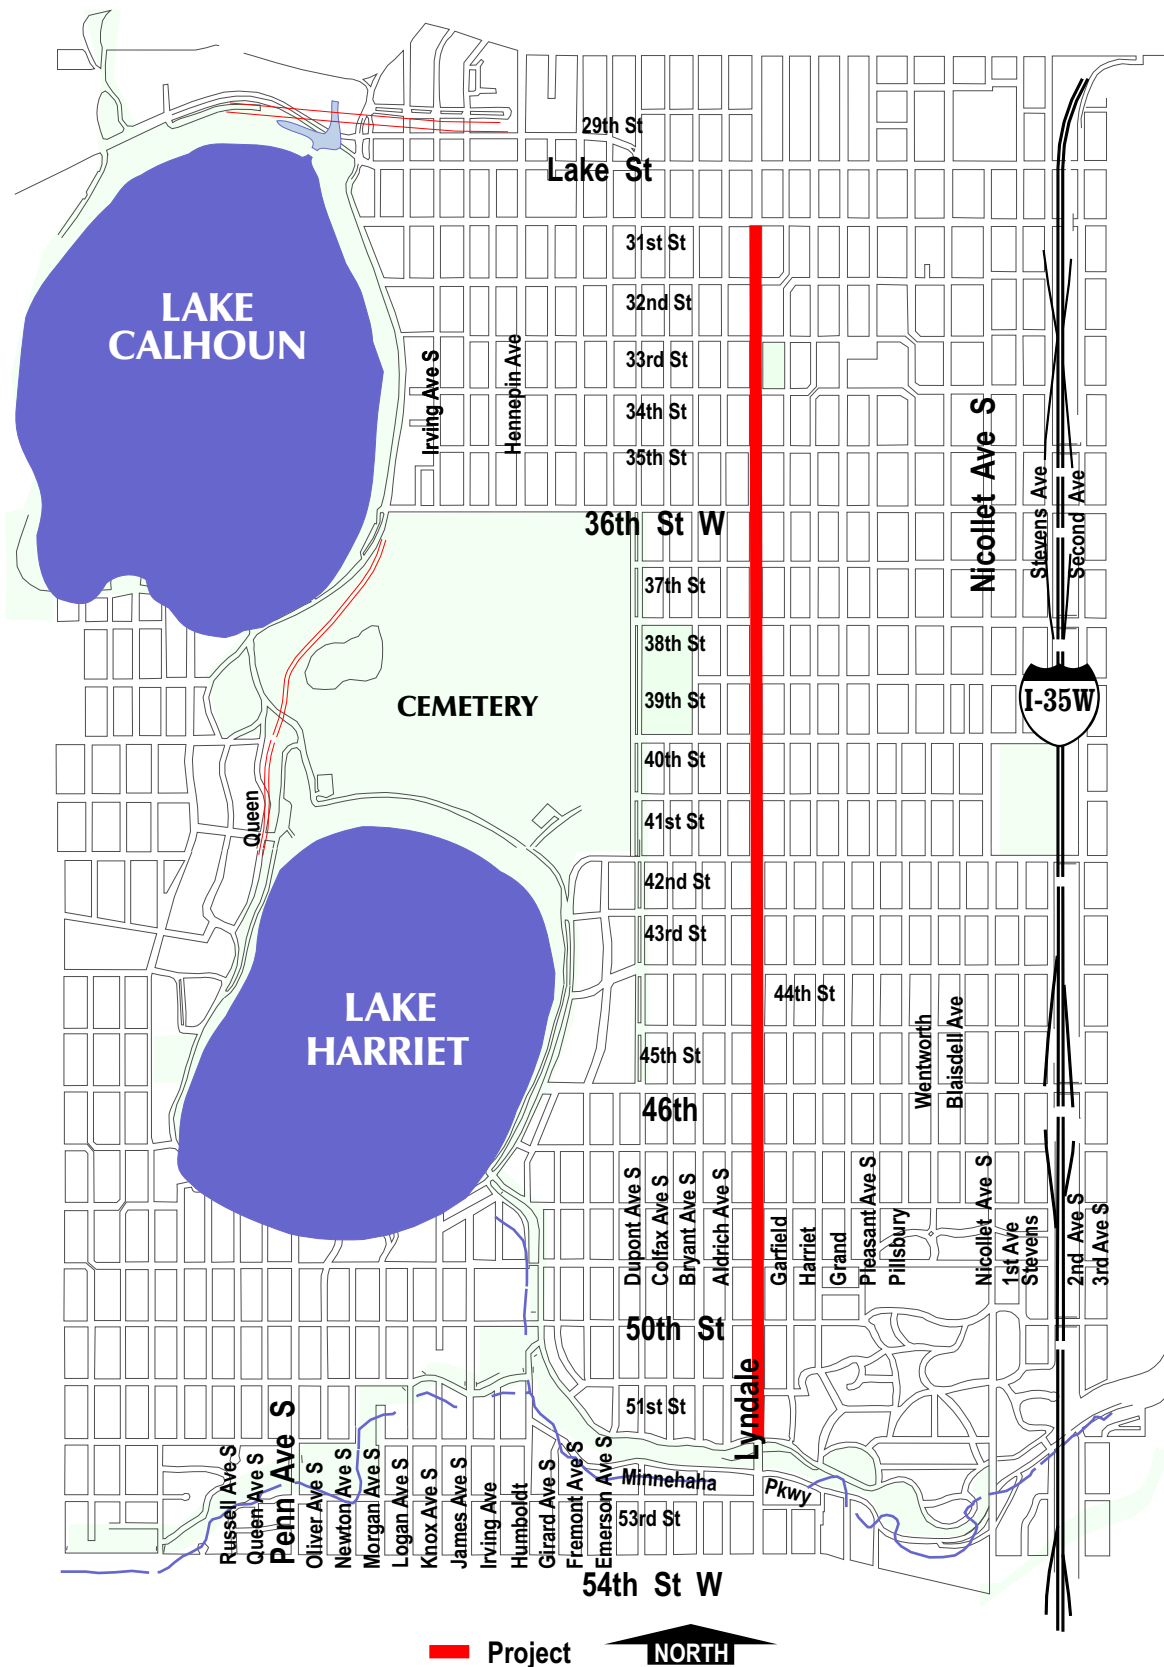 29th St
Lake St
31st St
32nd St
33rd St
34th St
35th St
36th St W
37th St
38th St
39th St
40th St
41st St
42nd St
43rd St
44th St
45th St
46th
50th St
51st St
53rd St
54th St W
LAKE
CALHOUN
Irving Ave S
Hennepin Ave
Nicollet Ave S
Stevens Ave
Second Ave
I-35W
CEMETERY
Queen
LAKE
HARRIET
Wentworth
Blaisdell Ave
Dupont Ave S
Colfax Ave S
Bryant Ave S
Aldrich Ave S
Garfield
Harriet
Grand
Pleasant Ave S
Pillsbury
Nicollet Ave S
1st Ave
Stevens
2nd Ave S
3rd Ave S
Lyndale
Russell Ave S
Queen Ave S
Penn Ave S
Oliver Ave S
Newton Ave S
Morgan Ave S
Logan Ave S
Knox Ave S
James Ave S
Irving Ave
Humboldt
Girard Ave S
Fremont Ave S
Emerson Ave S
Minnehaha Pkwy
Project
NORTH